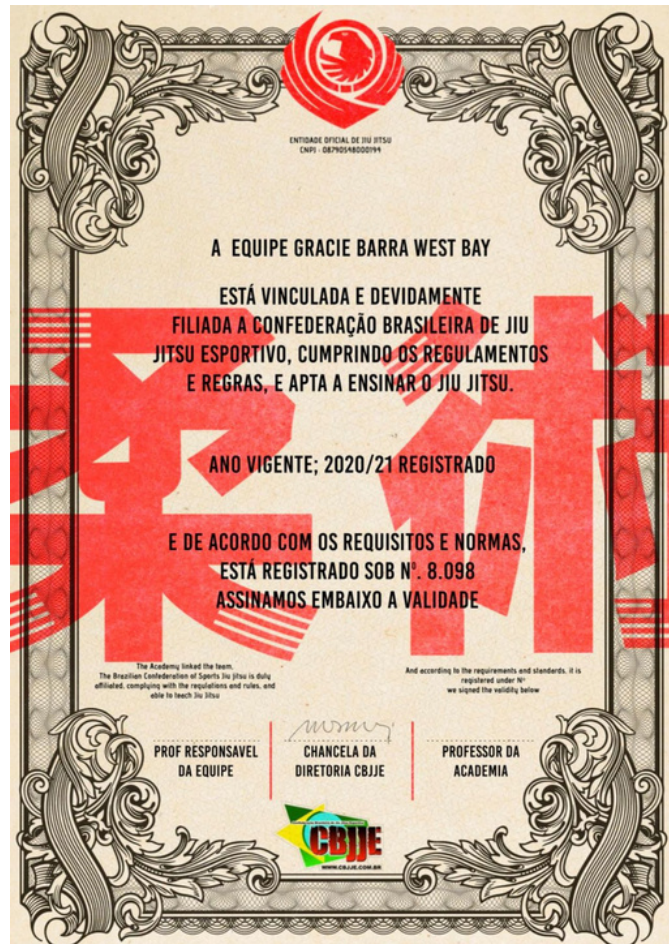 ENTIDADE OFICIAL DE JIU JITSU
CNPJ - 08790598000199
A EQUIPE GRACIE BARRA WEST BAY
ESTÁ VINCULADA E DEVIDAMENTE
FILIADA A CONFEDERAÇÃO BRASILEIRA DE JIU
JITSU ESPORTIVO, CUMPRINDO OS REGULAMENTOS
E REGRAS, E APTA A ENSINAR O JIU JITSU.
柔術
ANO VIGENTE; 2020/21 REGISTRADO
E DE ACORDO COM OS REQUISITOS E NORMAS,
ESTÁ REGISTRADO SOB Nº. 8.098
ASSINAMOS EMBAIXO A VALIDADE
The Academy linked the team.
The Brazilian Confederation of Sports Jiu Jitsu is duly
affiliated, complying with the regulations and rules, and
able to teech Jiu Jitsu
And according to the requirements and standards, it is
registered under Nº
we signed the validity below
PROF RESPONSAVEL
DA EQUIPE
CHANCELA DA
DIRETORIA CBJJE
PROFESSOR DA
ACADEMIA
CBJJE
WWW.CBJJE.COM.BR